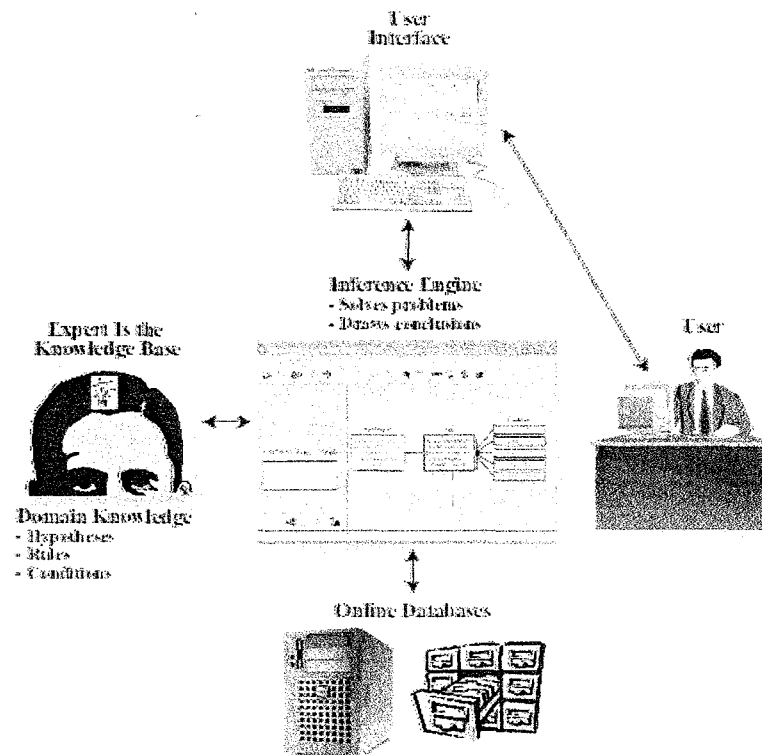 User
Interface
Inference Engine
- Solves problems
- Draws conclusions
Expert Is the
Knowledge Base
User
Domain Knowledge
- Hypotheses
- Rules
- Conditions
Online Databases